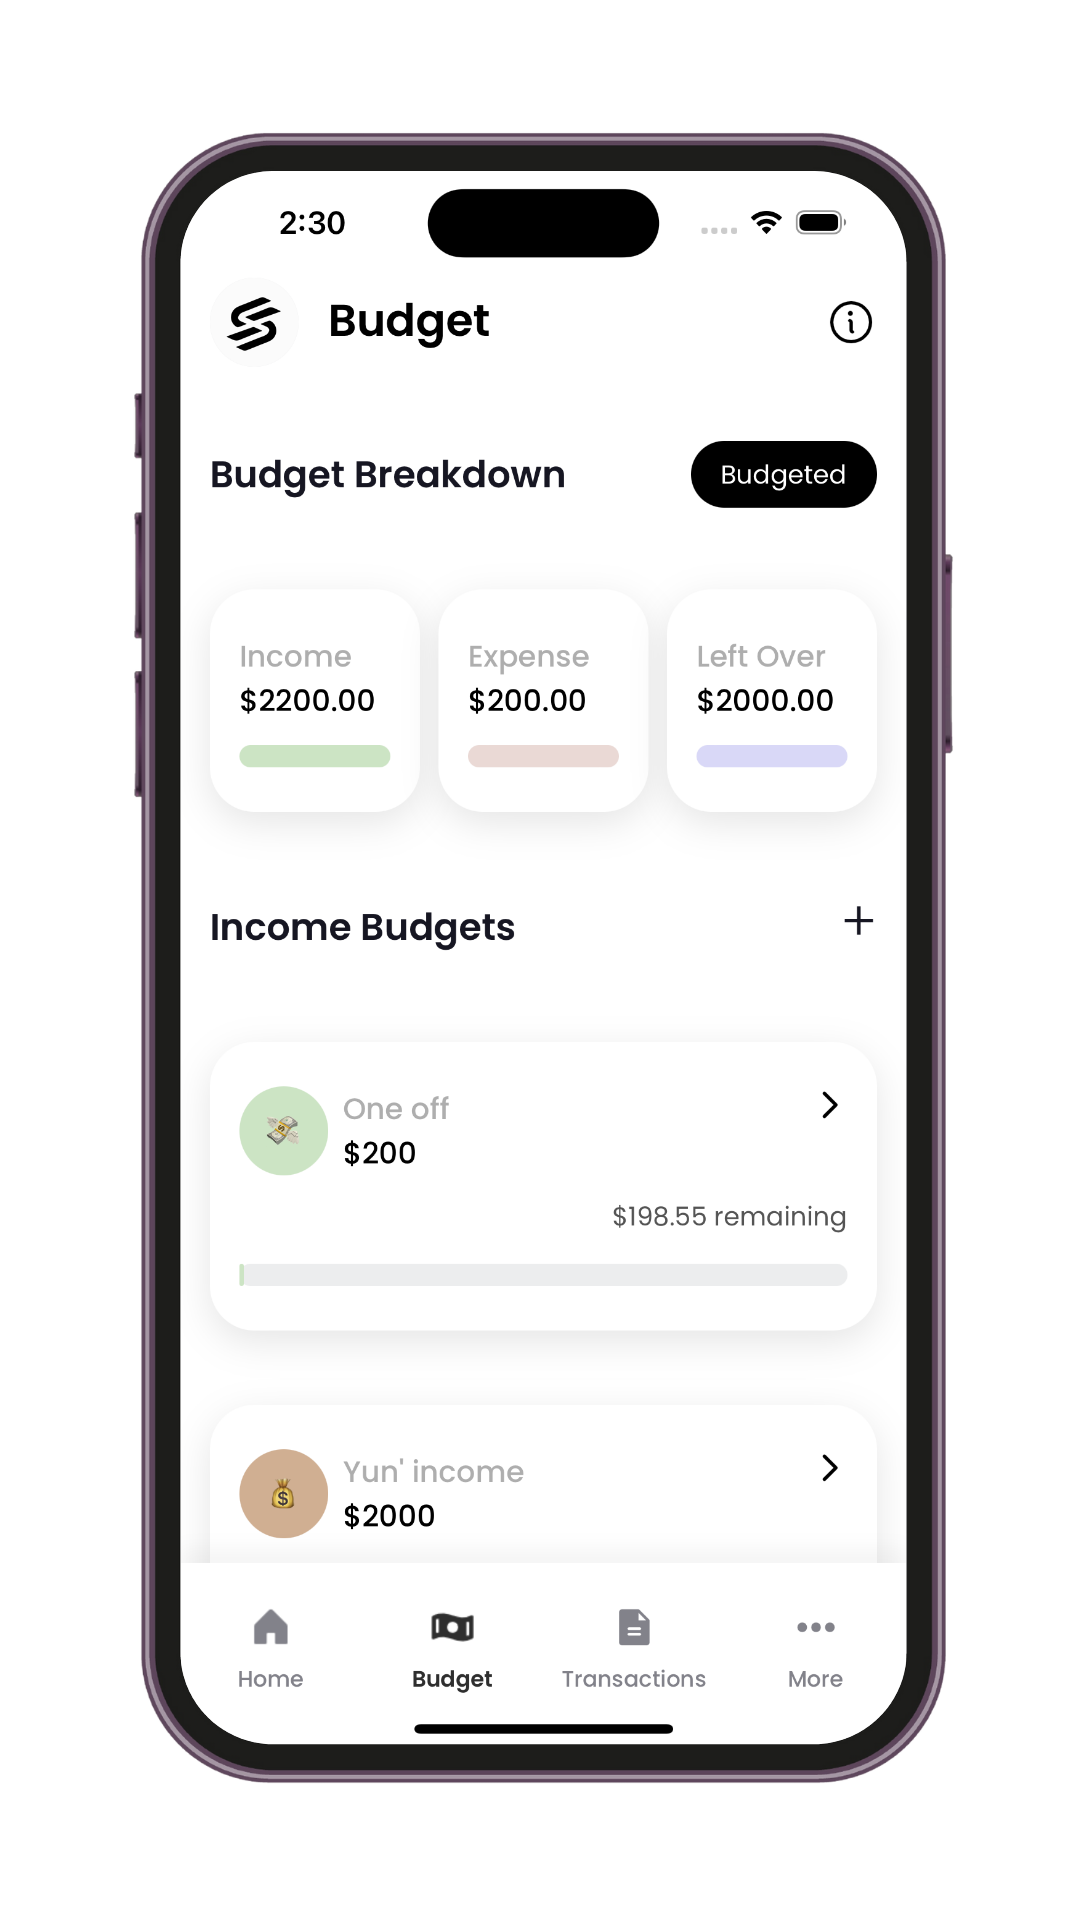 2:30
Budget
Budget Breakdown
Budgeted
Income
$2200.00
Expense
$200.00
Left Over
$2000.00
Income Budgets
One off
$200
$198.55 remaining
Yun' income
$2000
Home
Budget
Transactions
More